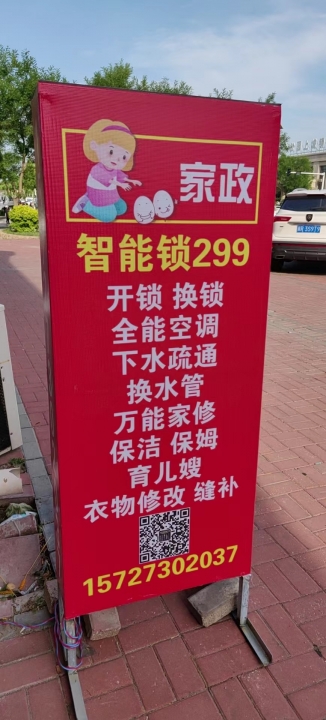 家政
智能锁299
开锁 换锁
全能空调
下水疏通
换水管
万能家修
保洁 保姆
育儿嫂
衣物修改 缝补
15727302037